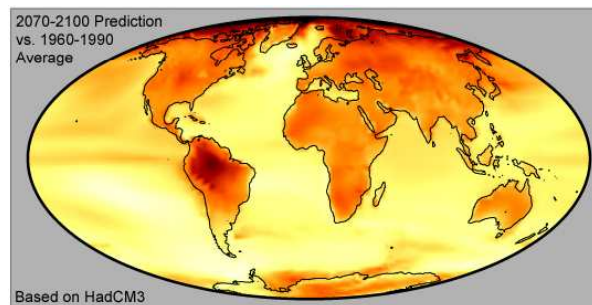 2070-2100 Prediction
vs. 1960-1990
Average
Based on HadCM3